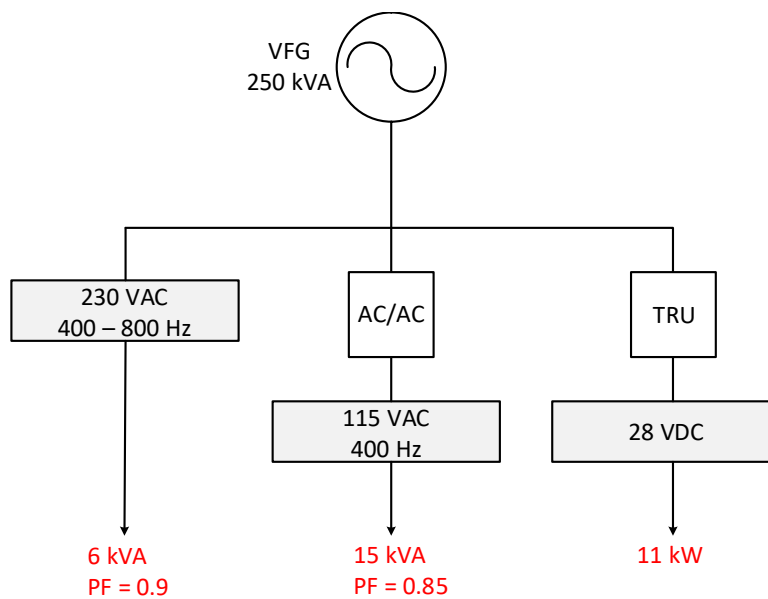 VFG
250 kVA
230 VAC
400 – 800 Hz
AC/AC
TRU
115 VAC
400 Hz
28 VDC
6 kVA
PF = 0.9
15 kVA
PF = 0.85
11 kW